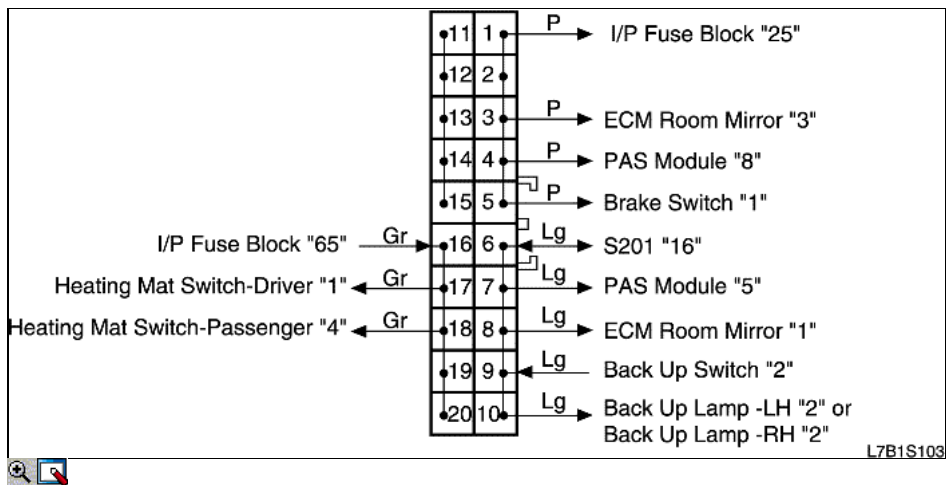 11 1 P I/P Fuse Block "25"
12 2
13 3 P ECM Room Mirror "3"
14 4 P PAS Module "8"
15 5 P Brake Switch "1"
I/P Fuse Block "65" Gr 16 6 Lg S201 "16"
Heating Mat Switch-Driver "1" Gr 17 7 Lg PAS Module "5"
Heating Mat Switch-Passenger "4" Gr 18 8 Lg ECM Room Mirror "1"
19 9 Lg Back Up Switch "2"
20 10 Lg Back Up Lamp -LH "2" or
Back Up Lamp -RH "2"
L7B1S103